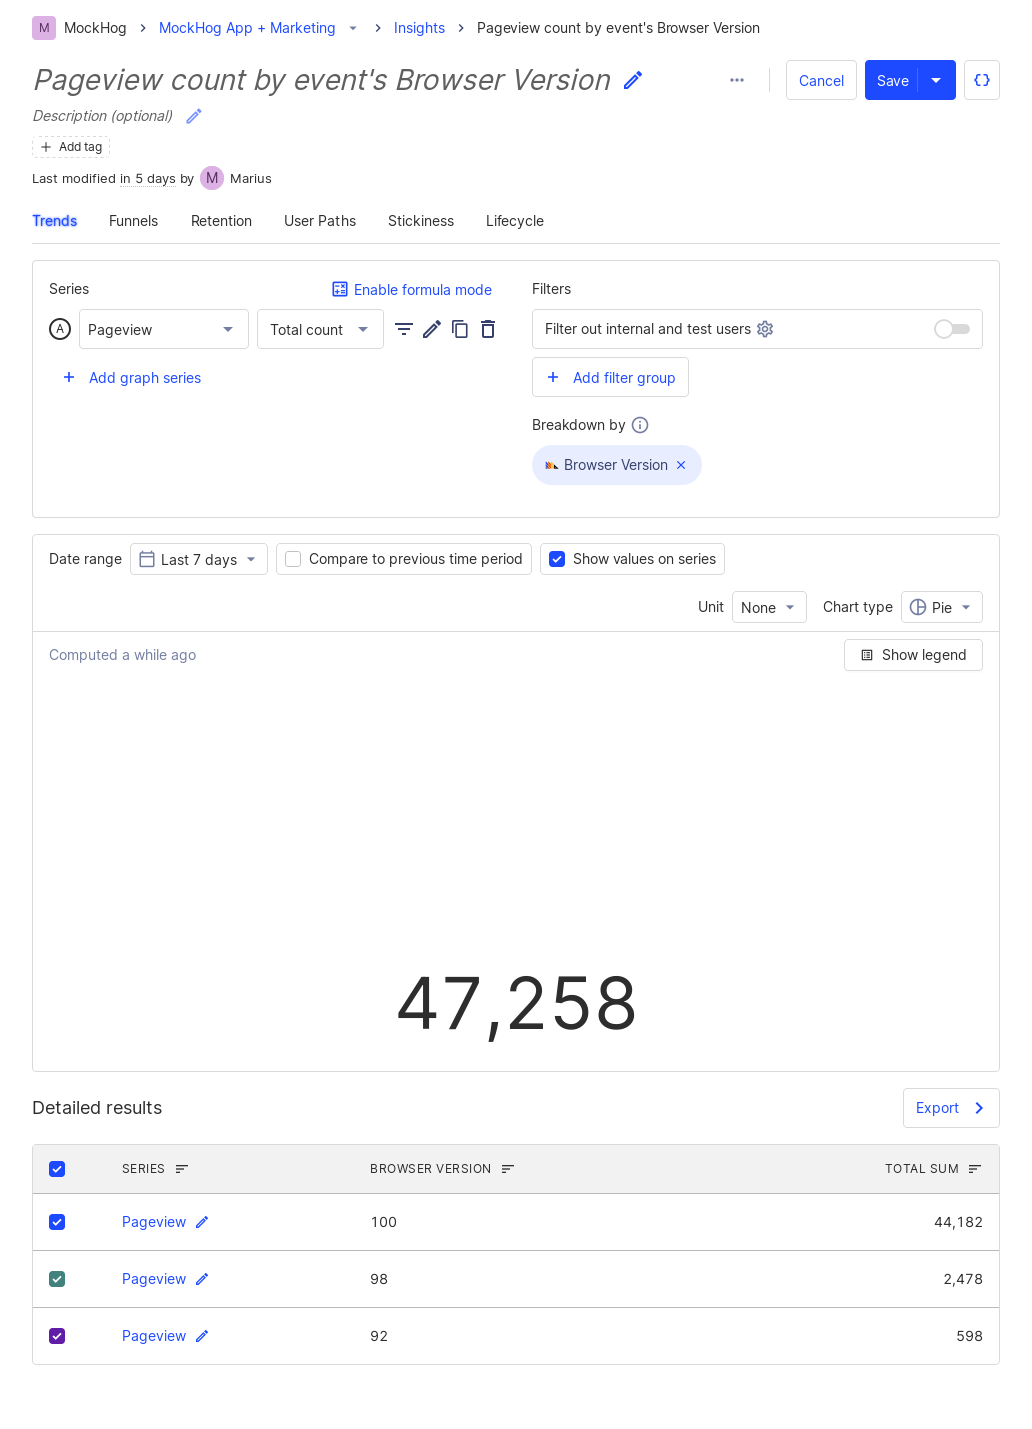 M MockHog > MockHog App + Marketing > Insights > Pageview count by event's Browser Version
Pageview count by event's Browser Version
Cancel Save
Description (optional)
Add tag
Last modified in 5 days by M Marius
Trends Funnels Retention User Paths Stickiness Lifecycle
Series Enable formula mode
A Pageview Total count
Add graph series
Filters
Filter out internal and test users
Add filter group
Breakdown by
Browser Version
Date range Last 7 days Compare to previous time period Show values on series
Unit None Chart type Pie
Computed a while ago Show legend
47,258
Detailed results Export
SERIES BROWSER VERSION TOTAL SUM
Pageview 100 44,182
Pageview 98 2,478
Pageview 92 598